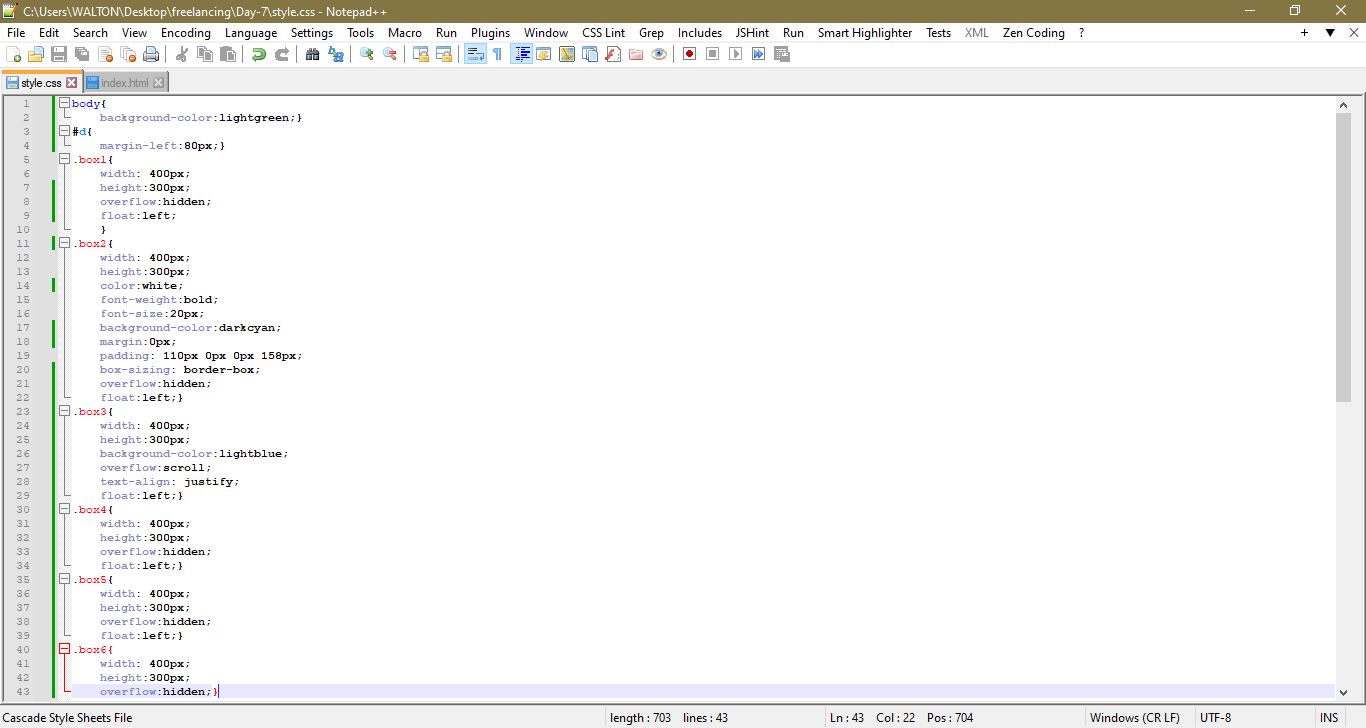 C:\Users\WALTON\Desktop\freelancing\Day-7\style.css - Notepad++
File Edit Search View Encoding Language Settings Tools Macro Run Plugins Window CSS Lint Grep Includes JSHint Run Smart Highlighter Tests XML Zen Coding ? + ▼ X
style.css index.html
1 body{
2 background-color:lightgreen;}
3 #d{
4 margin-left:80px;}
5 .box1{
6 width: 400px;
7 height:300px;
8 overflow:hidden;
9 float:left;
10 }
11 .box2{
12 width: 400px;
13 height:300px;
14 color:white;
15 font-weight:bold;
16 font-size:20px;
17 background-color:darkcyan;
18 margin:0px;
19 padding: 110px 0px 0px 158px;
20 box-sizing: border-box;
21 overflow:hidden;
22 float:left;}
23 .box3{
24 width: 400px;
25 height:300px;
26 background-color:lightblue;
27 overflow:scroll;
28 text-align: justify;
29 float:left;}
30 .box4{
31 width: 400px;
32 height:300px;
33 overflow:hidden;
34 float:left;}
35 .box5{
36 width: 400px;
37 height:300px;
38 overflow:hidden;
39 float:left;}
40 .box6{
41 width: 400px;
42 height:300px;
43 overflow:hidden;}
Cascade Style Sheets File length : 703 lines : 43 Ln : 43 Col : 22 Pos : 704 Windows (CR LF) UTF-8 INS